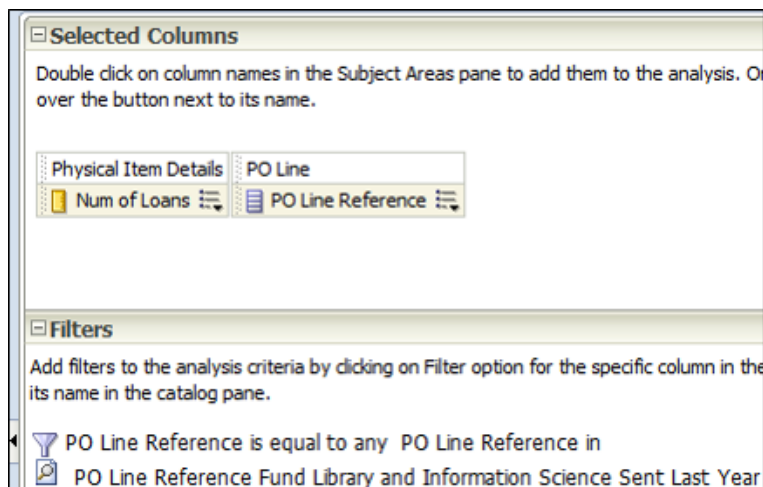 Selected Columns
Double click on column names in the Subject Areas pane to add them to the analysis.
over the button next to its name.
Physical Item Details PO Line
Num of Loans PO Line Reference
Filters
Add filters to the analysis criteria by clicking on Filter option for the specific column in the
its name in the catalog pane.
PO Line Reference is equal to any PO Line Reference in
PO Line Reference Fund Library and Information Science Sent Last Year